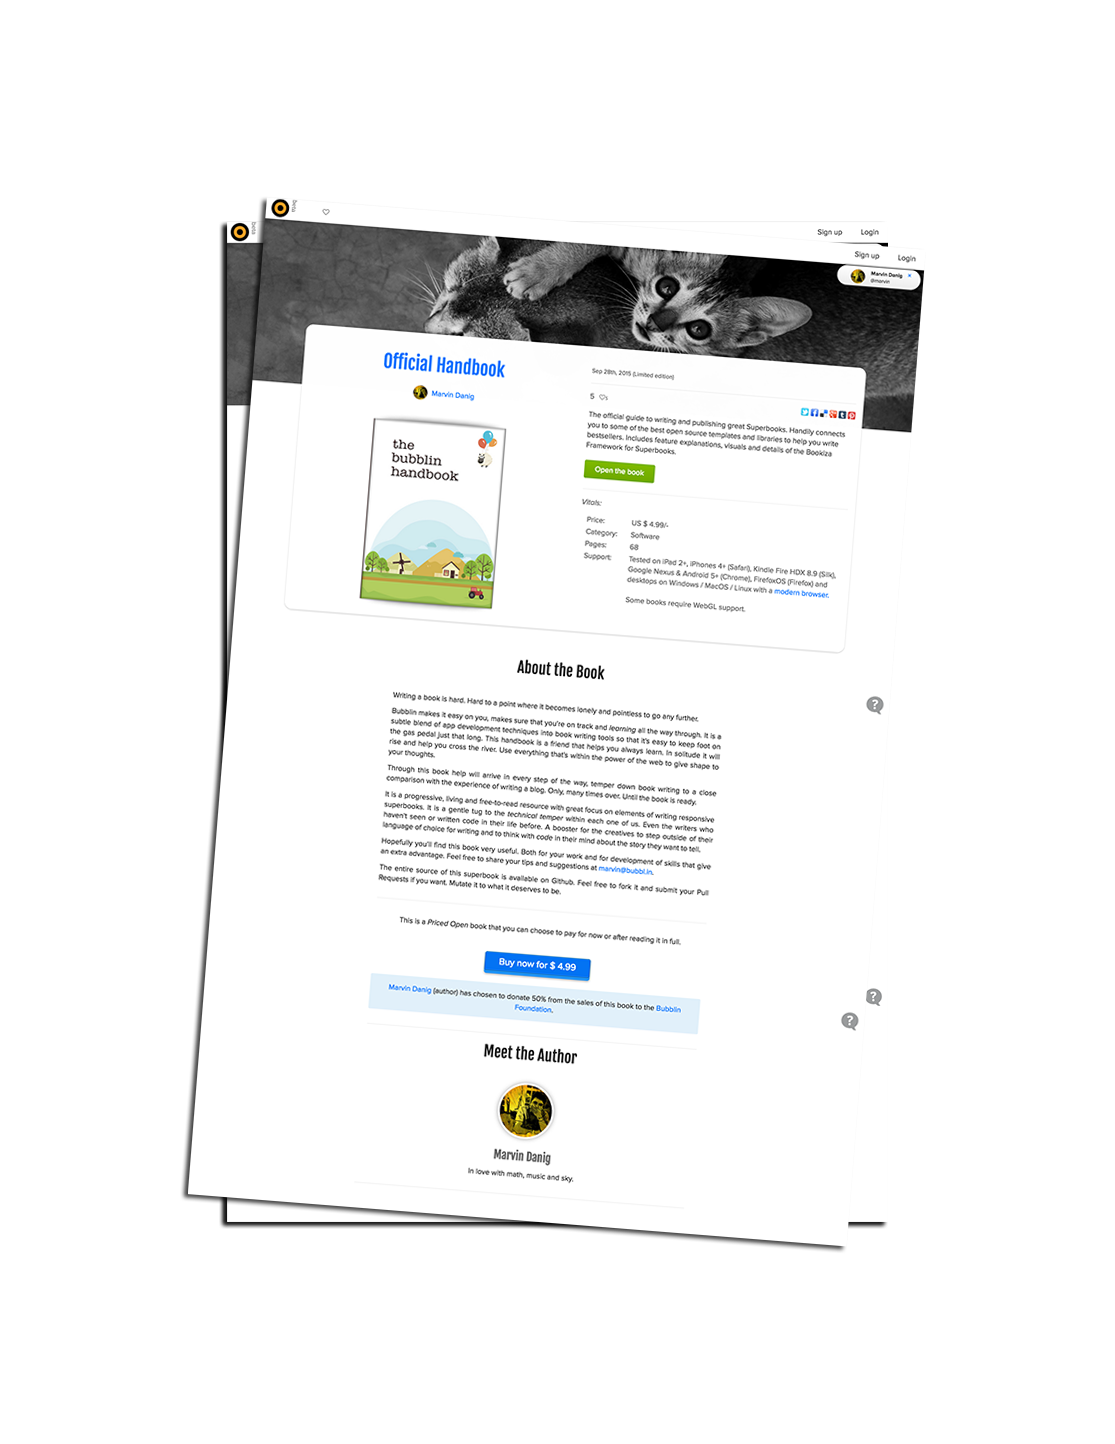 beta
beta
Sign up Login
Sign up Login
Marvin Danig
@marvin
Official Handbook
Marvin Danig
the
bubblin
handbook
Sep 28th, 2015 (Limited edition)
5
The official guide to writing and publishing great Superbooks. Handily connects
you to some of the best open source templates and libraries to help you write
bestsellers. Includes feature explanations, visuals and details of the Bookiza
Framework for Superbooks.
Open the book
Vitals:
Price: US $ 4.99/-
Category: Software
Pages: 68
Support: Tested on iPad 2+, iPhones 4+ (Safari), Kindle Fire HDX 8.9 (Silk),
Google Nexus & Android 5+ (Chrome), FirefoxOS (Firefox) and
desktops on Windows / MacOS / Linux with a modern browser.
Some books require WebGL support.
About the Book
Writing a book is hard. Hard to a point where it becomes lonely and pointless to go any further.
Bubblin makes it easy on you, makes sure that you're on track and learning all the way through. It is a
subtle blend of app development techniques into book writing tools so that it's easy to keep foot on
the gas pedal just that long. This handbook is a friend that helps you always learn. In solitude it will
rise and help you cross the river. Use everything that's within the power of the web to give shape to
your thoughts.
Through this book help will arrive in every step of the way, temper down book writing to a close
comparison with the experience of writing a blog. Only, many times over. Until the book is ready.
It is a progressive, living and free-to-read resource with great focus on elements of writing responsive
superbooks. It is a gentle tug to the technical temper within each one of us. Even the writers who
haven't seen or written code in their life before. A booster for the creatives to step outside of their
language of choice for writing and to think with code in their mind about the story they want to tell.
Hopefully you'll find this book very useful. Both for your work and for development of skills that give
an extra advantage. Feel free to share your tips and suggestions at marvin@bubbl.in.
The entire source of this superbook is available on Github. Feel free to fork it and submit your Pull
Requests if you want. Mutate it to what it deserves to be.
This is a Priced Open book that you can choose to pay for now or after reading it in full.
Buy now for $ 4.99
Marvin Danig (author) has chosen to donate 50% from the sales of this book to the Bubblin
Foundation.
Meet the Author
Marvin Danig
In love with math, music and sky.